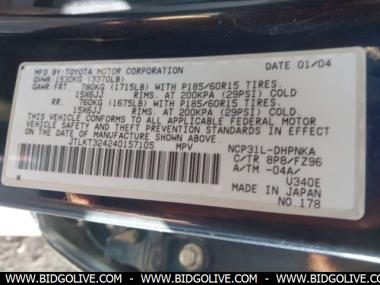 MFD.BY: TOYOTA MOTOR CORPORATION DATE 01/04
GVWR:1530KG (3370LB)
GAWR: FRT 780KG (1715LB) WITH P185/60R15 TIRES.
15X6JJ RIMS. AT 200KPA (29PSI) COLD.
RR. 760KG (1675LB) WITH P185/60R15 TIRES.
15X6JJ RIMS. AT 200KPA (29PSI) COLD.
THIS VEHICLE CONFORMS TO ALL APPLICABLE FEDERAL MOTOR
VEHICLE SAFETY, BUMPER, AND THEFT PREVENTION STANDARDS
IN EFFECT ON THE DATE OF MANUFACTURE SHOWN ABOVE.
JTLKT324240157105 MPV NCP31L-DHPNKA
C/TR 8P8/FZ96
A/TM -04A/
V340E
MADE IN JAPAN
NO.178
WWW.BIDGOLIVE.COM - WWW.BIDGOLIVE.COM - WWW.BIDGOLIVE.COM